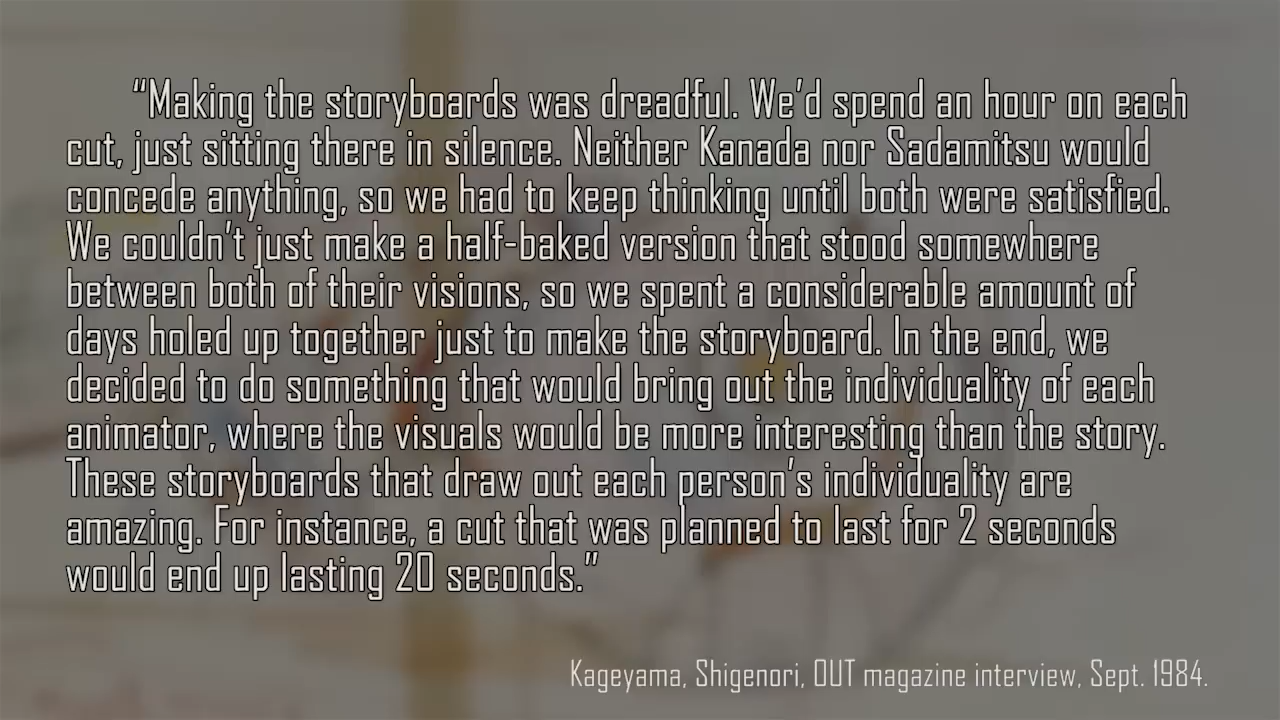 “Making the storyboards was dreadful. We’d spend an hour on each
cut, just sitting there in silence. Neither Kanada nor Sadamitsu would
concede anything, so we had to keep thinking until both were satisfied.
We couldn’t just make a half-baked version that stood somewhere
between both of their visions, so we spent a considerable amount of
days holed up together just to make the storyboard. In the end, we
decided to do something that would bring out the individuality of each
animator, where the visuals would be more interesting than the story.
These storyboards that draw out each person’s individuality are
amazing. For instance, a cut that was planned to last for 2 seconds
would end up lasting 20 seconds.”
Kageyama, Shigenori, OUT magazine interview, Sept. 1984.